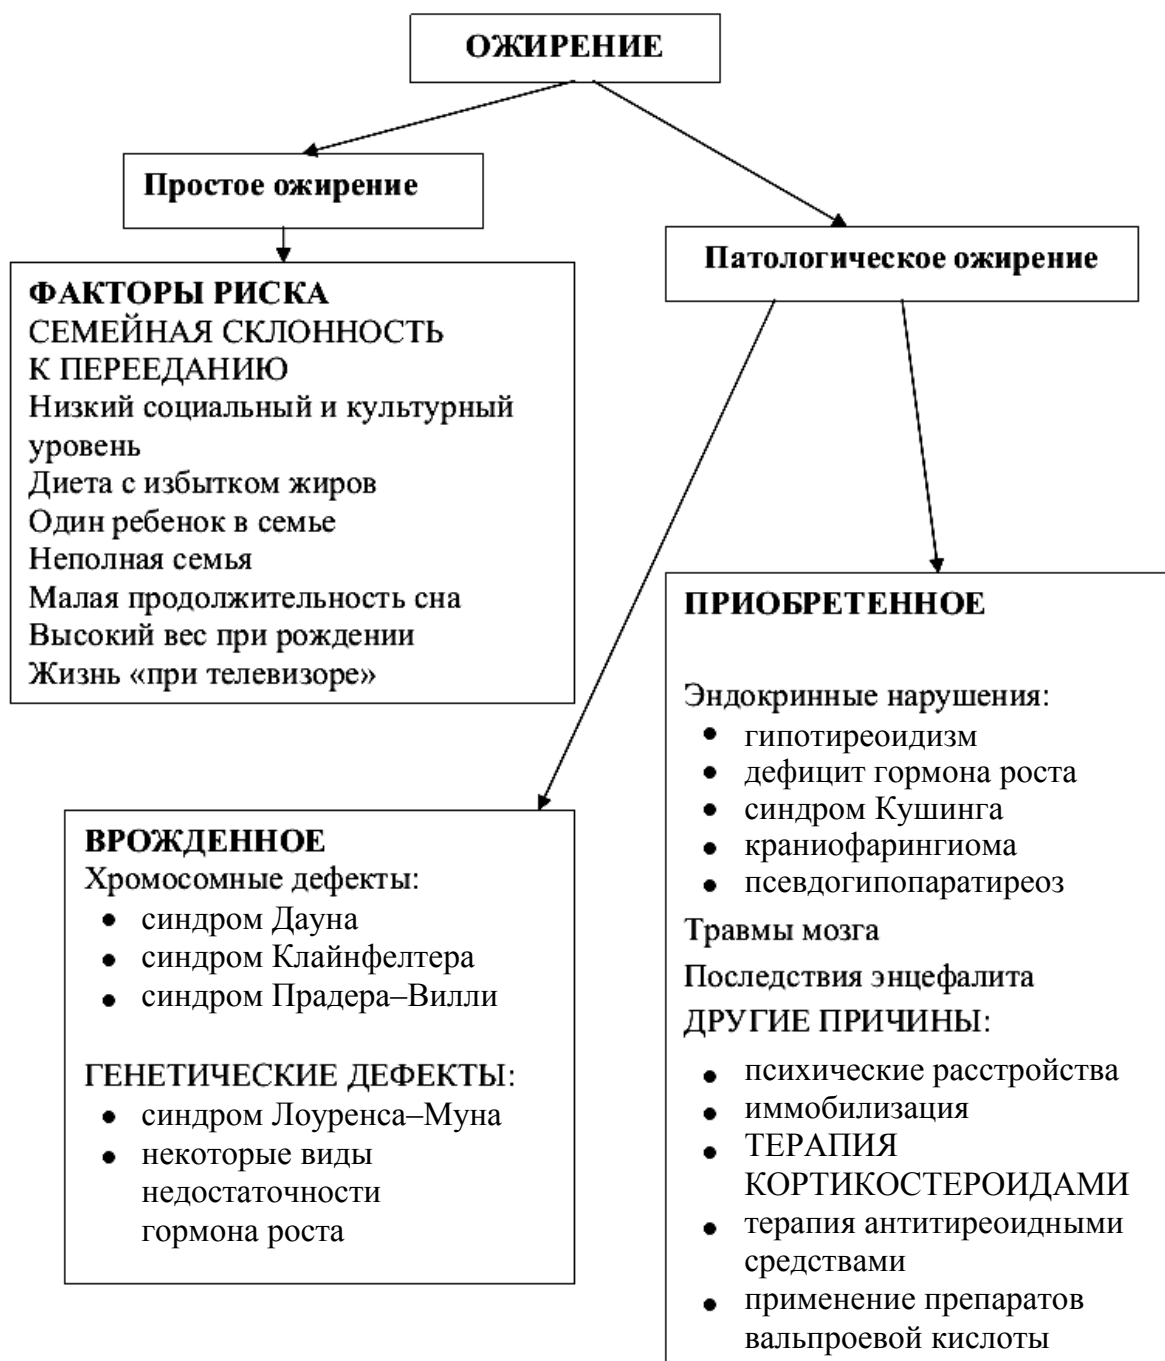 ОЖИРЕНИЕ
Простое ожирение
Патологическое ожирение
ФАКТОРЫ РИСКА
СЕМЕЙНАЯ СКЛОННОСТЬ
К ПЕРЕЕДАНИЮ
Низкий социальный и культурный
уровень
Диета с избытком жиров
Один ребенок в семье
Неполная семья
Малая продолжительность сна
Высокий вес при рождении
Жизнь «при телевизоре»
ВРОЖДЕННОЕ
Хромосомные дефекты:
• синдром Дауна
• синдром Клайнфелтера
• синдром Прадера–Вилли
ГЕНЕТИЧЕСКИЕ ДЕФЕКТЫ:
• синдром Лоуренса–Муна
• некоторые виды
недостаточности
гормона роста
ПРИОБРЕТЕННОЕ
Эндокринные нарушения:
• гипотиреоидизм
• дефицит гормона роста
• синдром Кушинга
• краниофарингиома
• псевдогипопаратиреоз
Травмы мозга
Последствия энцефалита
ДРУГИЕ ПРИЧИНЫ:
• психические расстройства
• иммобилизация
• ТЕРАПИЯ
КОРТИКОСТЕРОИДАМИ
• терапия антитиреоидными
средствами
• применение препаратов
вальпроевой кислоты